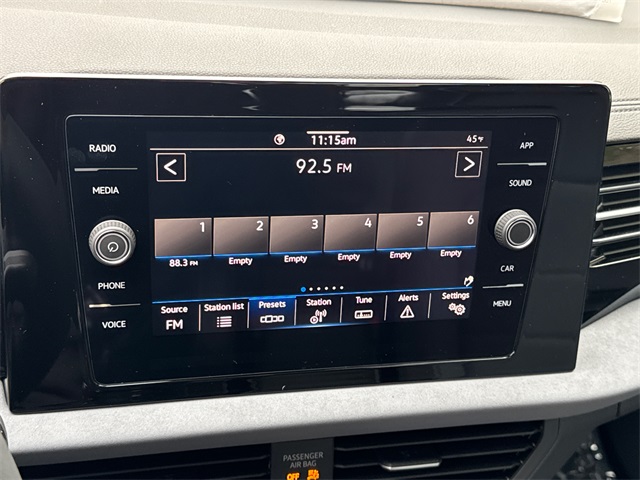 RADIO
MEDIA
PHONE
VOICE
11:15am
45 °F
92.5 FM
1 2 3 4 5 6
88.3 FM Empty Empty Empty Empty Empty
Source Station list Presets Station Tune Alerts Settings
FM
APP
SOUND
CAR
MENU
PASSENGER
AIR BAG
OFF